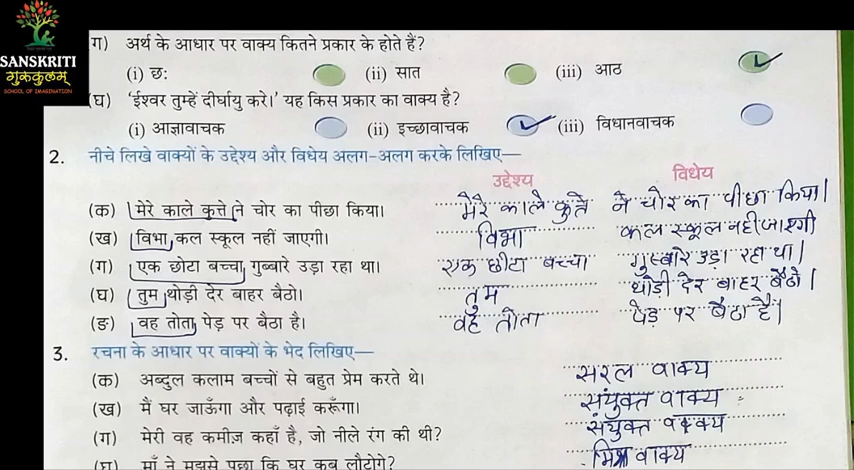 SANSKRITI
गुरुकुलम्
SCHOOL OF IMAGINATION
ग) अर्थ के आधार पर वाक्य कितने प्रकार के होते हैं?
(i) छः (ii) सात (iii) आठ
(घ) 'ईश्वर तुम्हें दीर्घायु करे।' यह किस प्रकार का वाक्य है?
(i) आज्ञावाचक (ii) इच्छावाचक (iii) विधानवाचक
2. नीचे लिखे वाक्यों के उद्देश्य और विधेय अलग-अलग करके लिखिए—
उद्देश्य विधेय
(क) मेरे काले कुत्ते ने चोर का पीछा किया। मेरे काले कुते ने चोर का पीछा किया।
(ख) विभा कल स्कूल नहीं जाएगी। विभा कल स्कूल नही जाएगी
(ग) एक छोटा बच्चा गुब्बारे उड़ा रहा था। एक छोटा बच्चा गुब्बारे उड़ा रहा था।
(घ) तुम थोड़ी देर बाहर बैठो। तुम थोड़ी देर बाहर बैठो।
(ङ) वह तोता पेड़ पर बैठा है। वह तोता पेड़ पर बैठा है।
3. रचना के आधार पर वाक्यों के भेद लिखिए—
(क) अब्दुल कलाम बच्चों से बहुत प्रेम करते थे। सरल वाक्य
(ख) मैं घर जाऊँगा और पढ़ाई करूँगा। संयुक्त वाक्य
(ग) मेरी वह कमीज़ कहाँ है, जो नीले रंग की थी? संयुक्त वाक्य
(घ) माँ ने मुझसे पूछा कि घर कब लौटोगे? मिश्र वाक्य